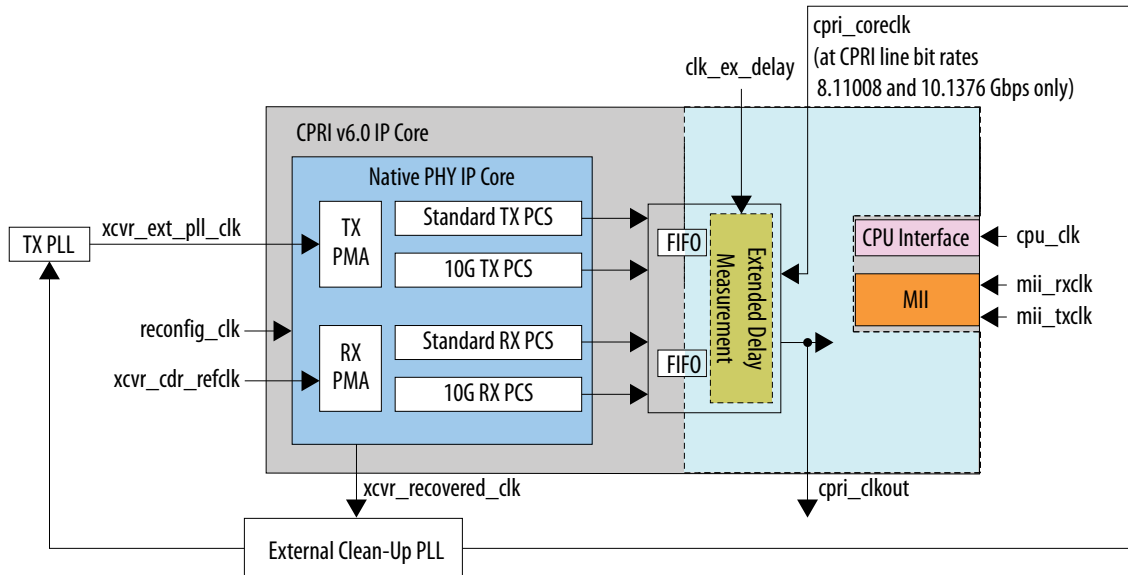 cpri_coreclk
(at CPRI line bit rates
8.11008 and 10.1376 Gbps only)
clk_ex_delay
CPRI v6.0 IP Core
Native PHY IP Core
TX PLL
xcvr_ext_pll_clk
TX
PMA
Standard TX PCS
10G TX PCS
FIFO
Extended Delay
Measurement
CPU Interface
cpu_clk
MII
mii_rxclk
mii_txclk
reconfig_clk
xcvr_cdr_refclk
RX
PMA
Standard RX PCS
10G RX PCS
FIFO
xcvr_recovered_clk
cpri_clkout
External Clean-Up PLL